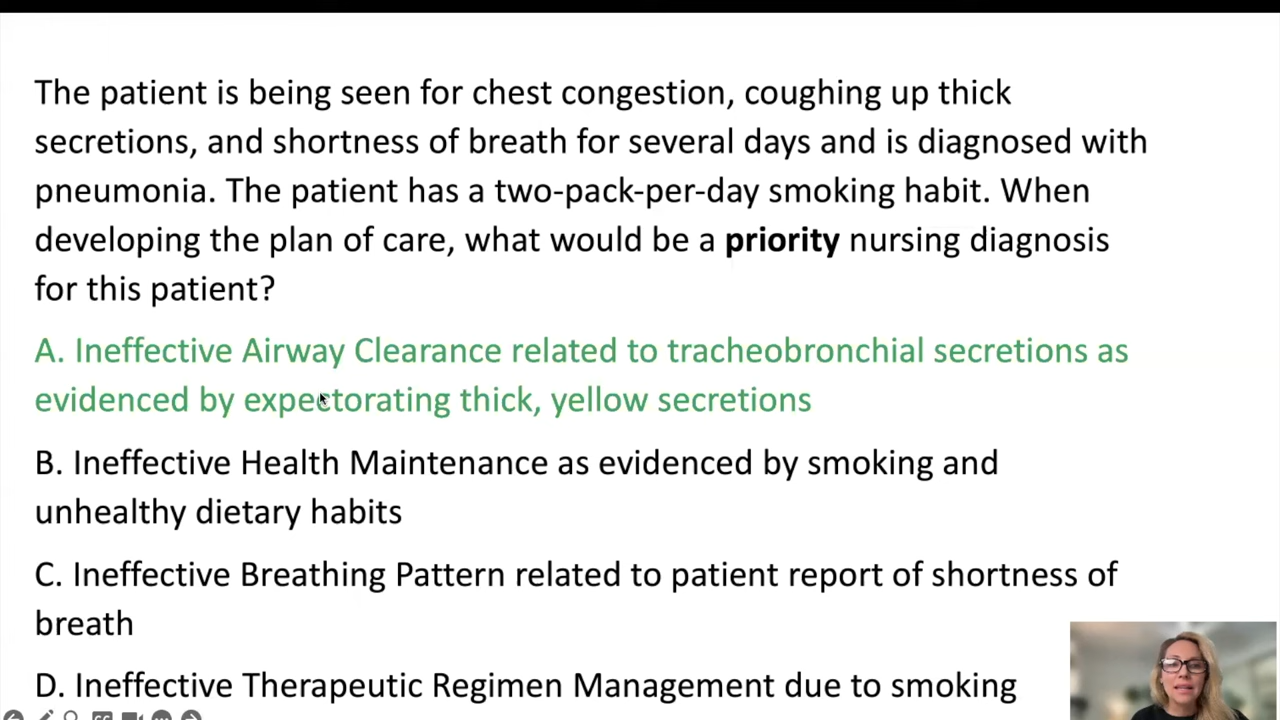 The patient is being seen for chest congestion, coughing up thick
secretions, and shortness of breath for several days and is diagnosed with
pneumonia. The patient has a two-pack-per-day smoking habit. When
developing the plan of care, what would be a priority nursing diagnosis
for this patient?
A. Ineffective Airway Clearance related to tracheobronchial secretions as
evidenced by expectorating thick, yellow secretions
B. Ineffective Health Maintenance as evidenced by smoking and
unhealthy dietary habits
C. Ineffective Breathing Pattern related to patient report of shortness of
breath
D. Ineffective Therapeutic Regimen Management due to smoking